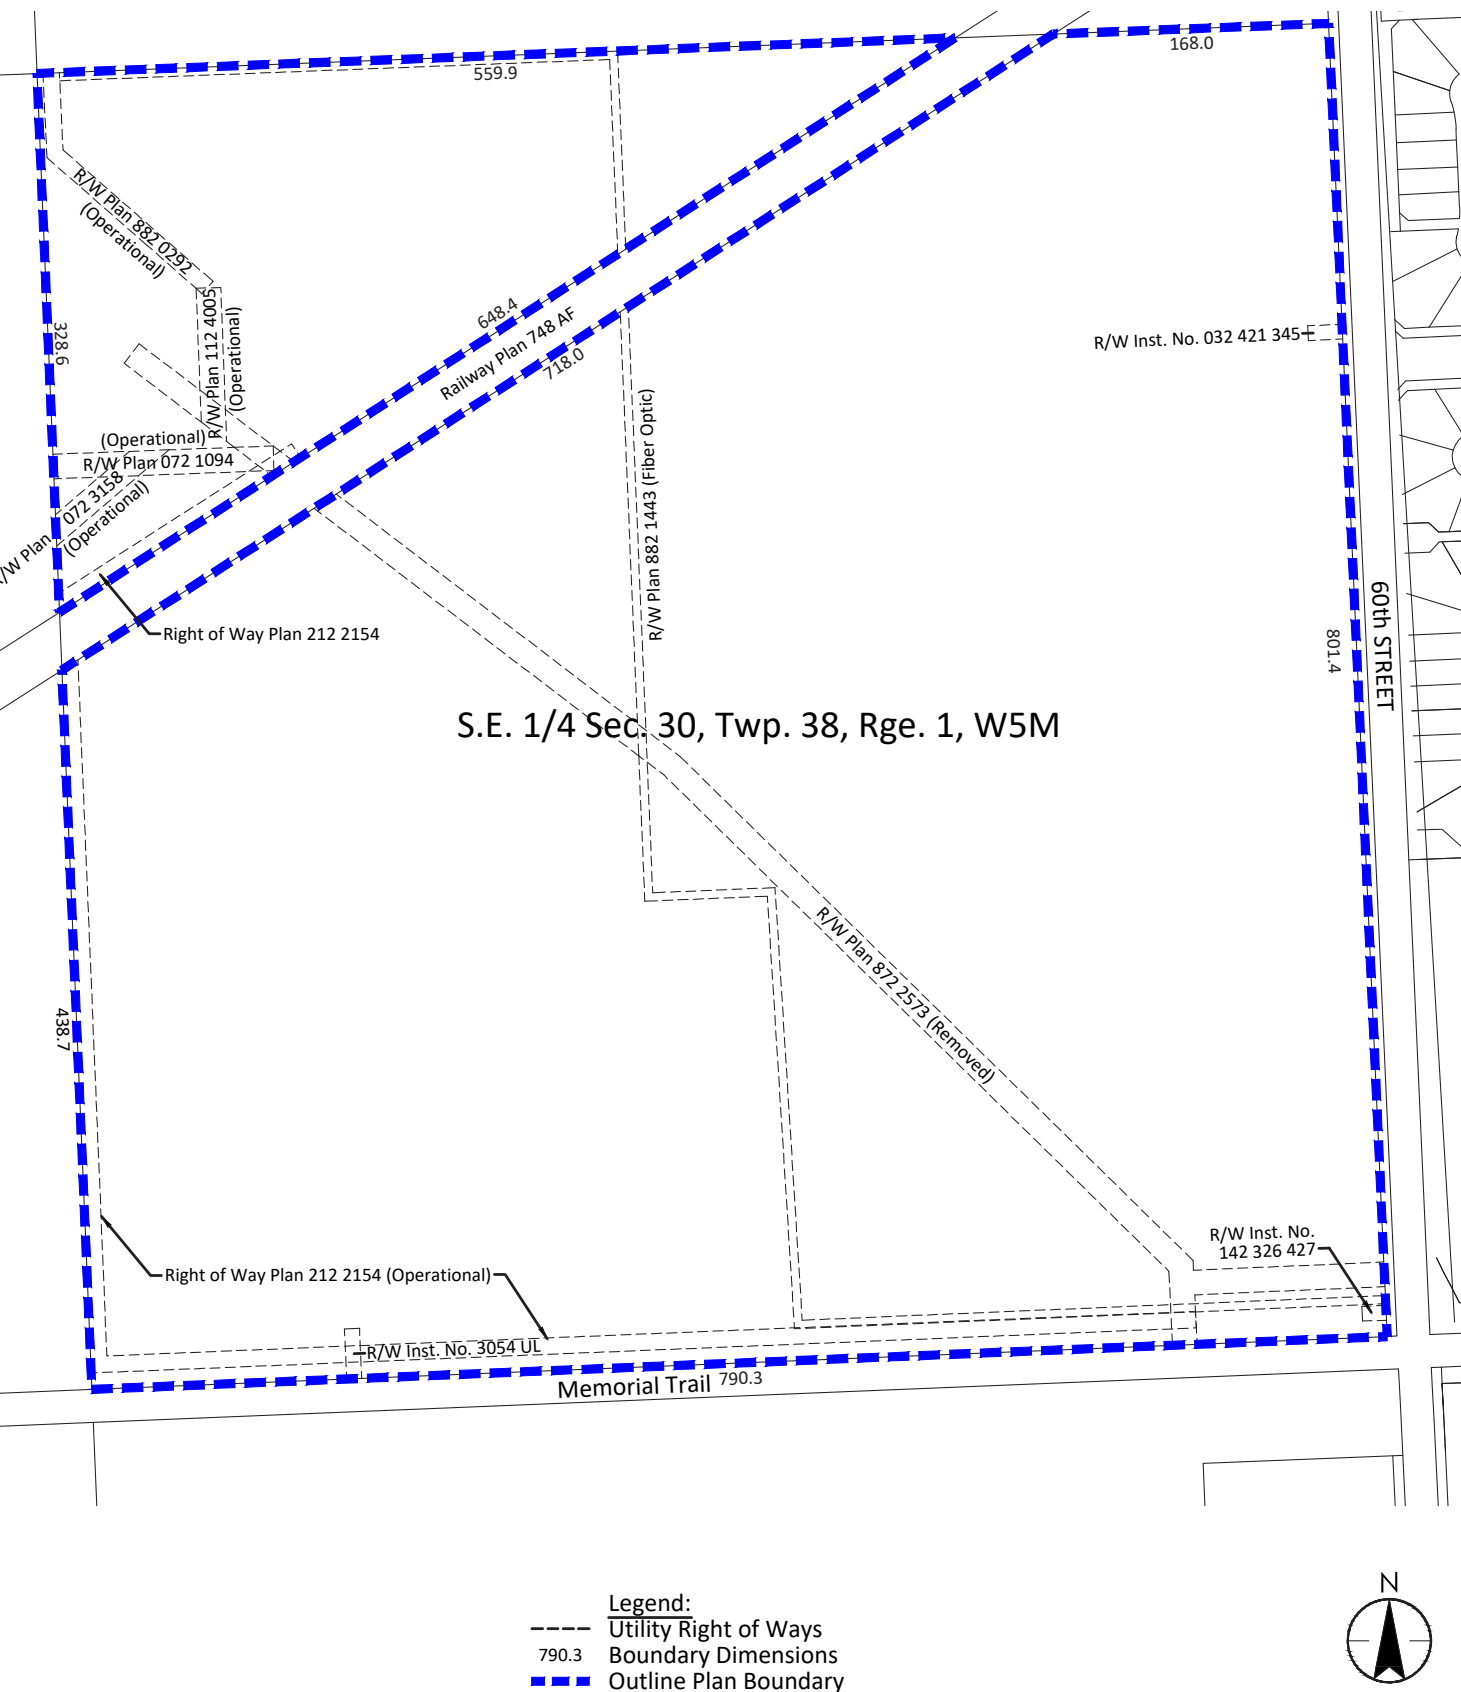 168.0
559.9
R/W Plan 882 0292
(Operational)
R/W Plan 112 4005
(Operational)
328.6
648.4
Railway Plan 748 AF
718.0
R/W Inst. No. 032 421 345
(Operational)
R/W Plan 072 1094
R/W Plan 072 3158
(Operational)
R/W Plan 882 1443 (Fiber Optic)
Right of Way Plan 212 2154
60th STREET
801.4
S.E. 1/4 Sec. 30, Twp. 38, Rge. 1, W5M
R/W Plan 872 2573 (Removed)
438.7
R/W Inst. No.
142 326 427
Right of Way Plan 212 2154 (Operational)
R/W Inst. No. 3054 UL
Memorial Trail 790.3
N
Legend:
Utility Right of Ways
790.3 Boundary Dimensions
Outline Plan Boundary